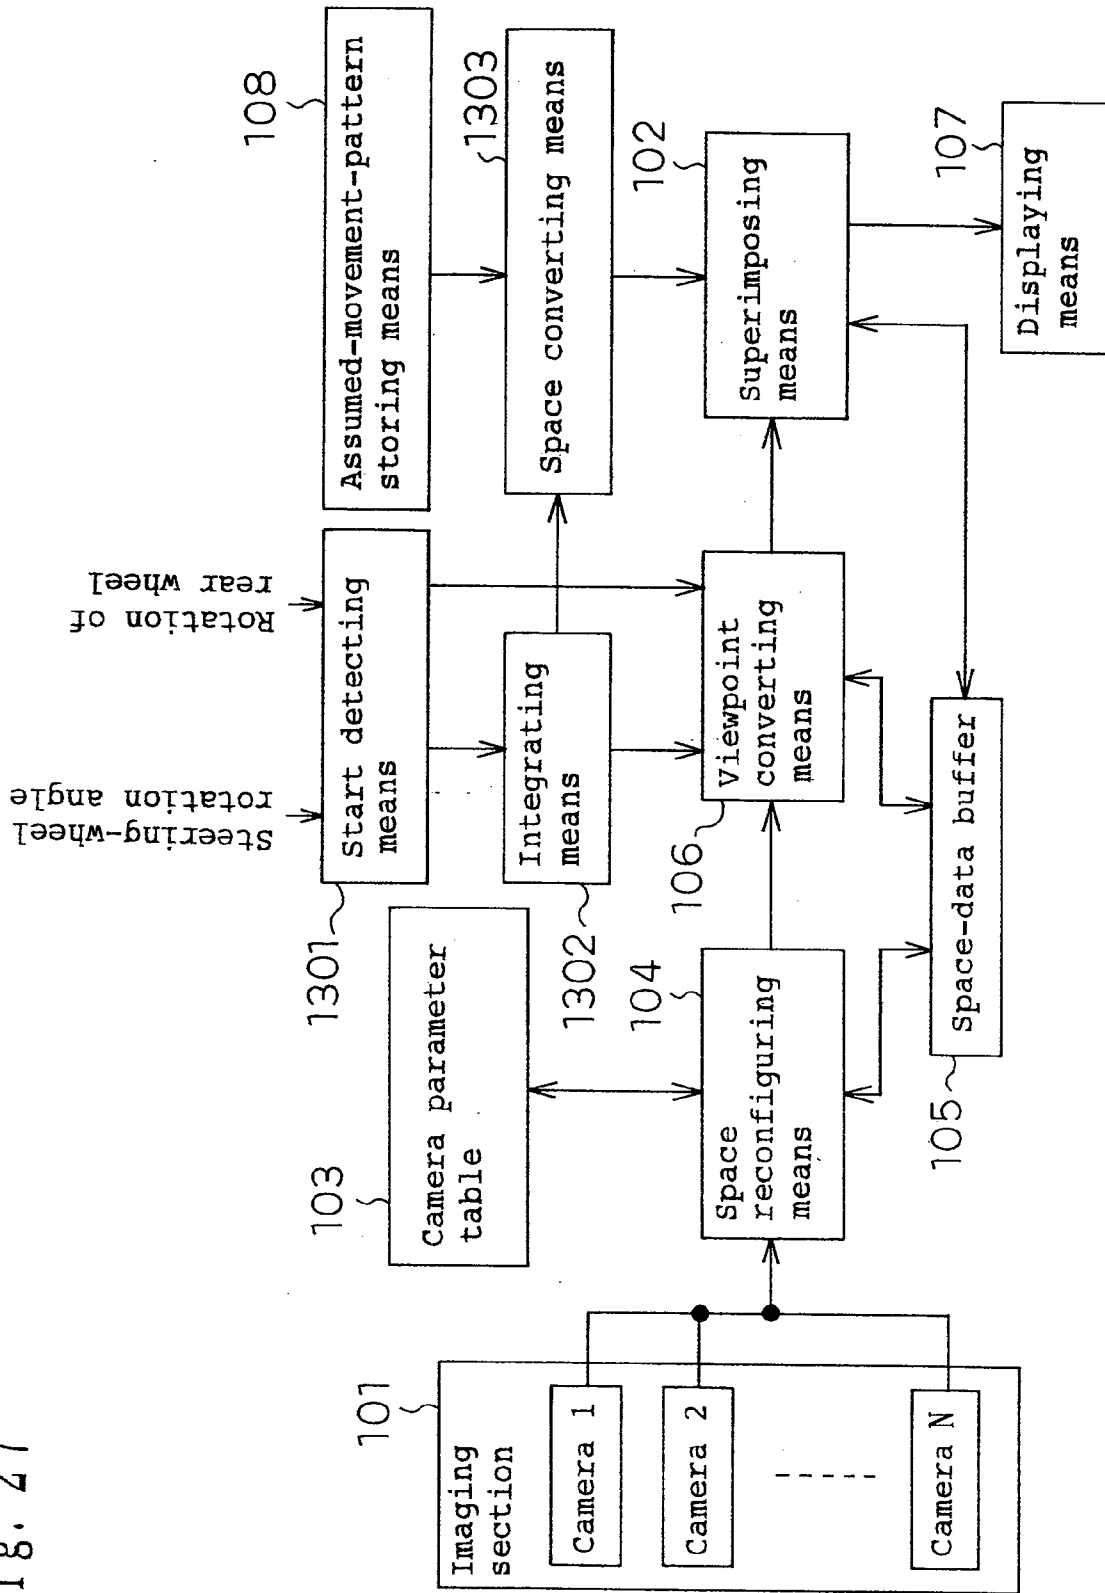 ig. 27
Steering-wheel
rotation angle
Rotation of
rear wheel
108
Assumed-movement-pattern
storing means
1301
Start detecting
means
1303
Space converting means
103
Camera parameter
table
1302
Integrating
means
101
Imaging
section
Camera 1
Camera 2
Camera N
104
Space
reconfiguring
means
106
Viewpoint
converting
means
102
Superimposing
means
105
Space-data buffer
107
Displaying
means